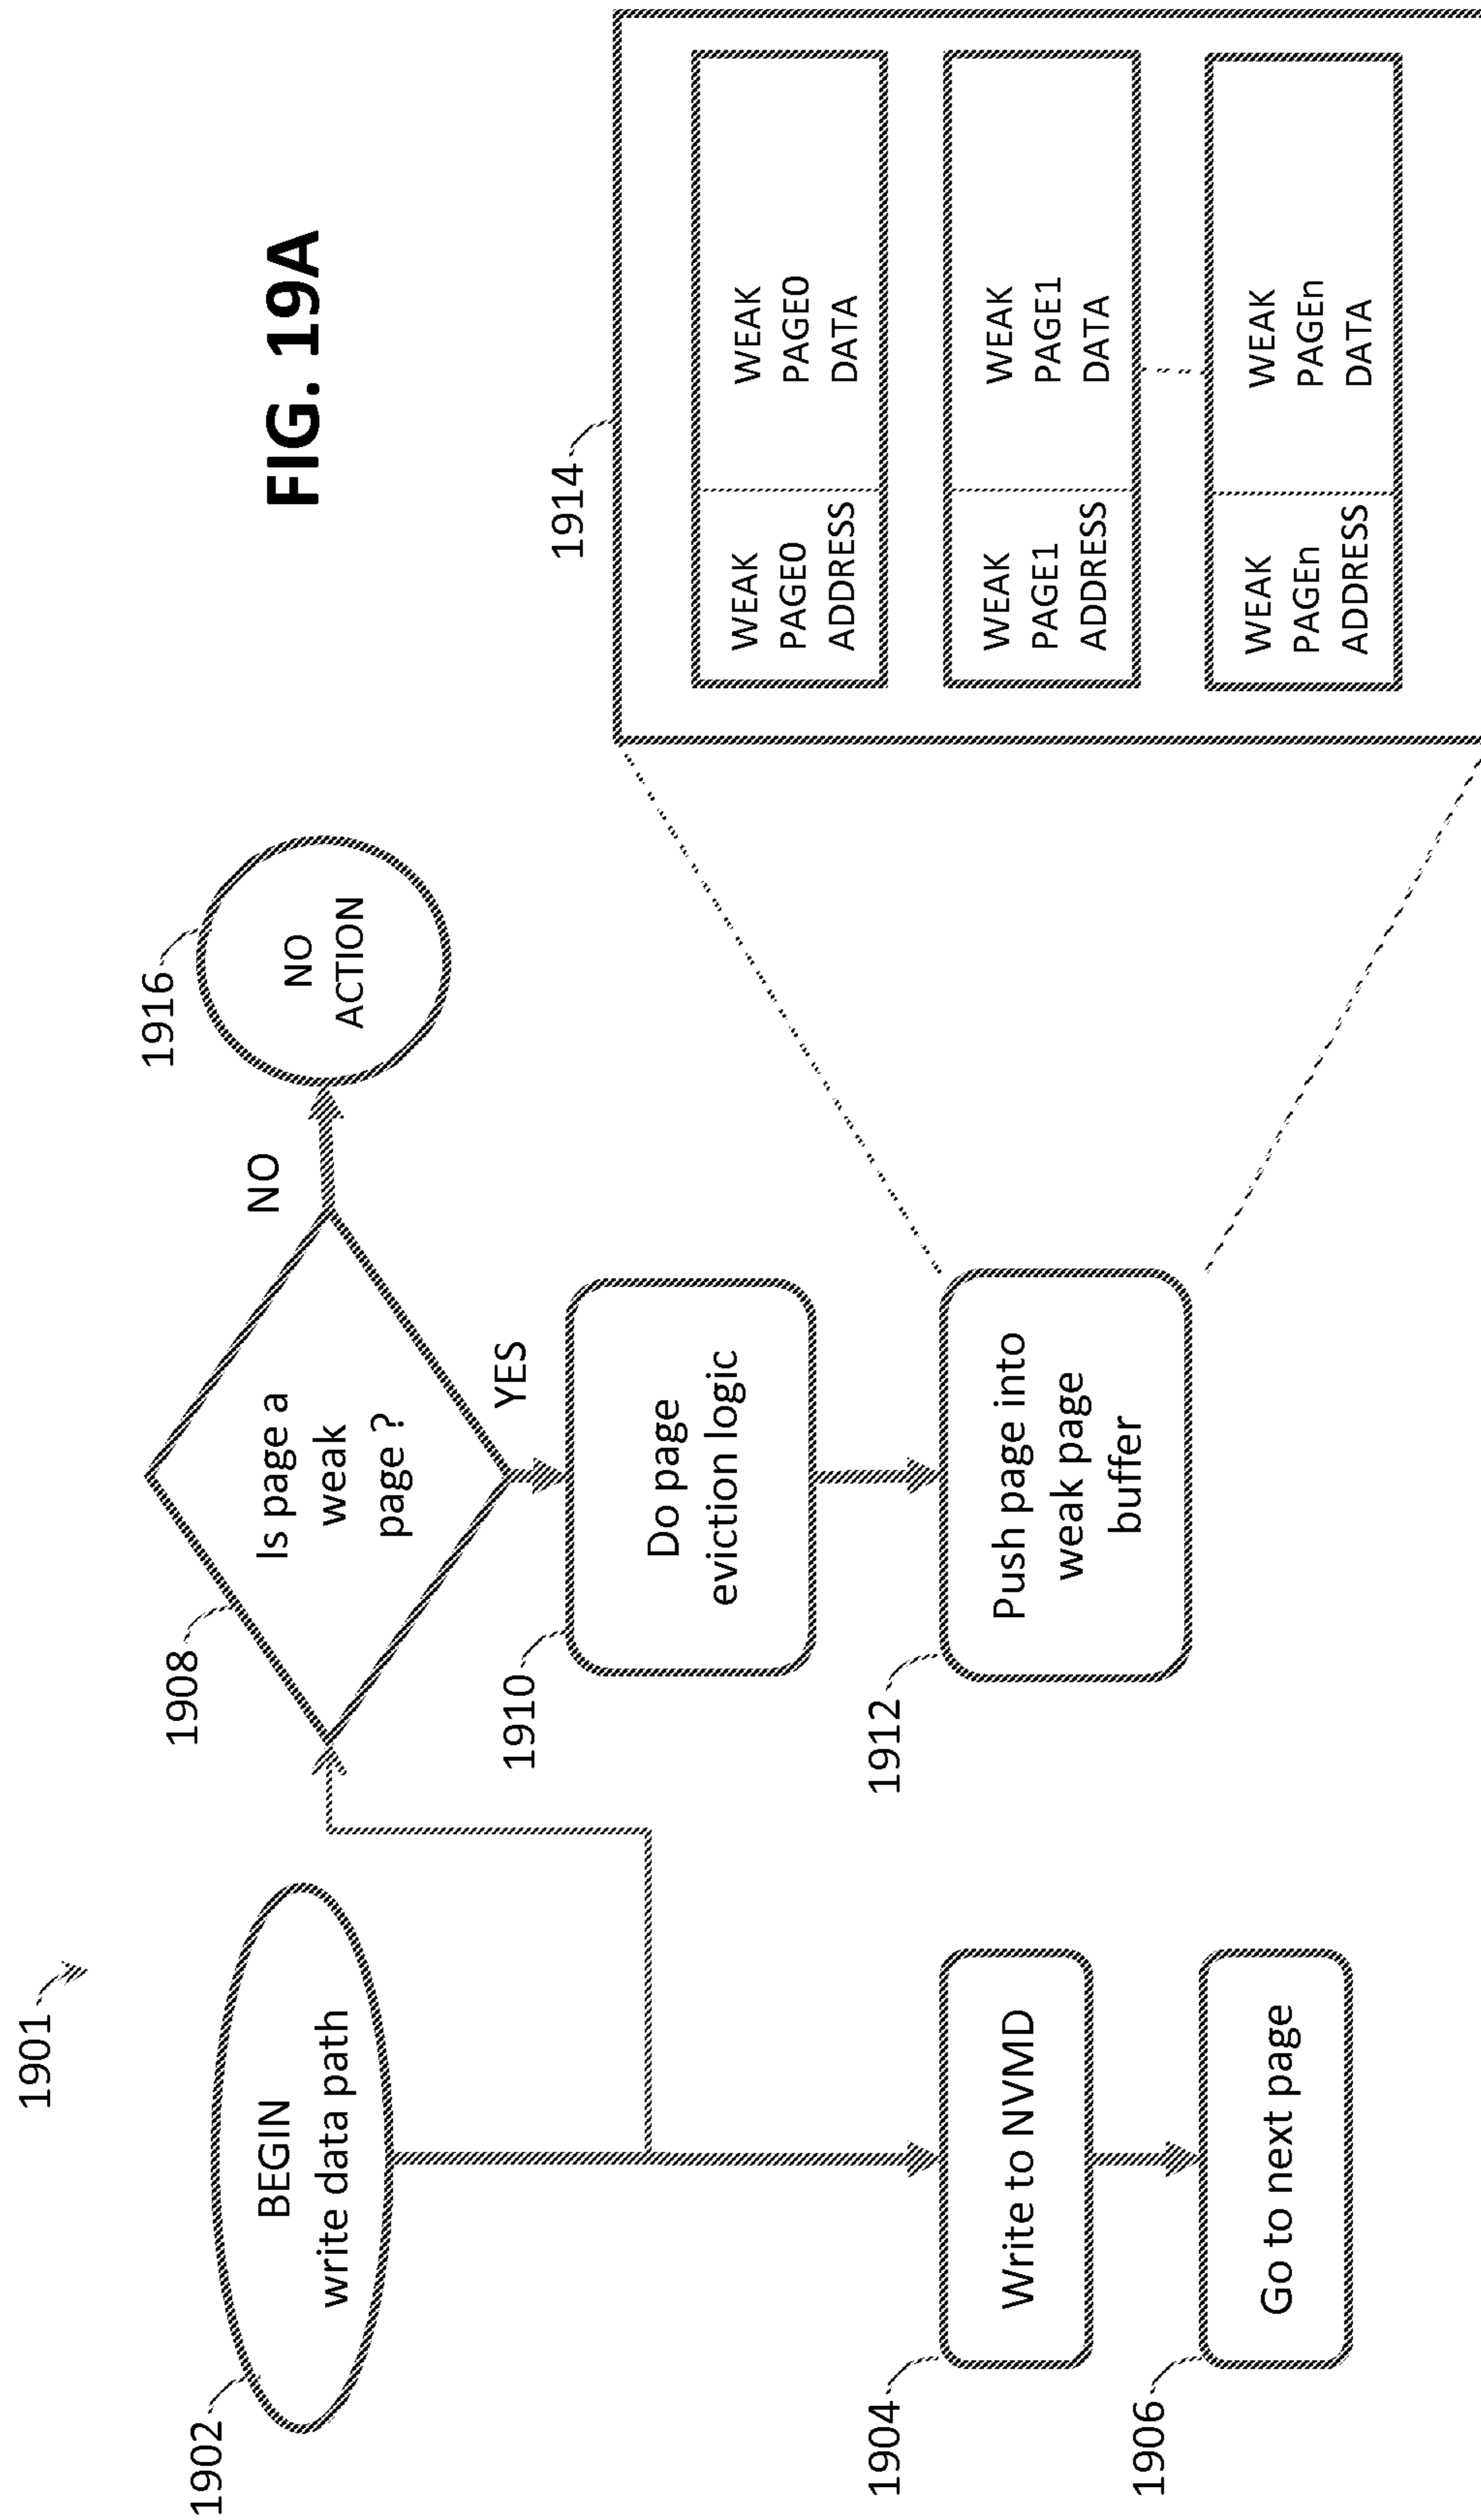 FIG. 19A
1901
1902
BEGIN
write data path
1904
Write to NVMD
1906
Go to next page
1908
Is page a
weak
page ?
NO
YES
1916
NO
ACTION
1910
Do page
eviction logic
1912
Push page into
weak page
buffer
1914
WEAK
PAGE0
ADDRESS
WEAK
PAGE0
DATA
WEAK
PAGE1
ADDRESS
WEAK
PAGE1
DATA
WEAK
PAGEn
ADDRESS
WEAK
PAGEn
DATA